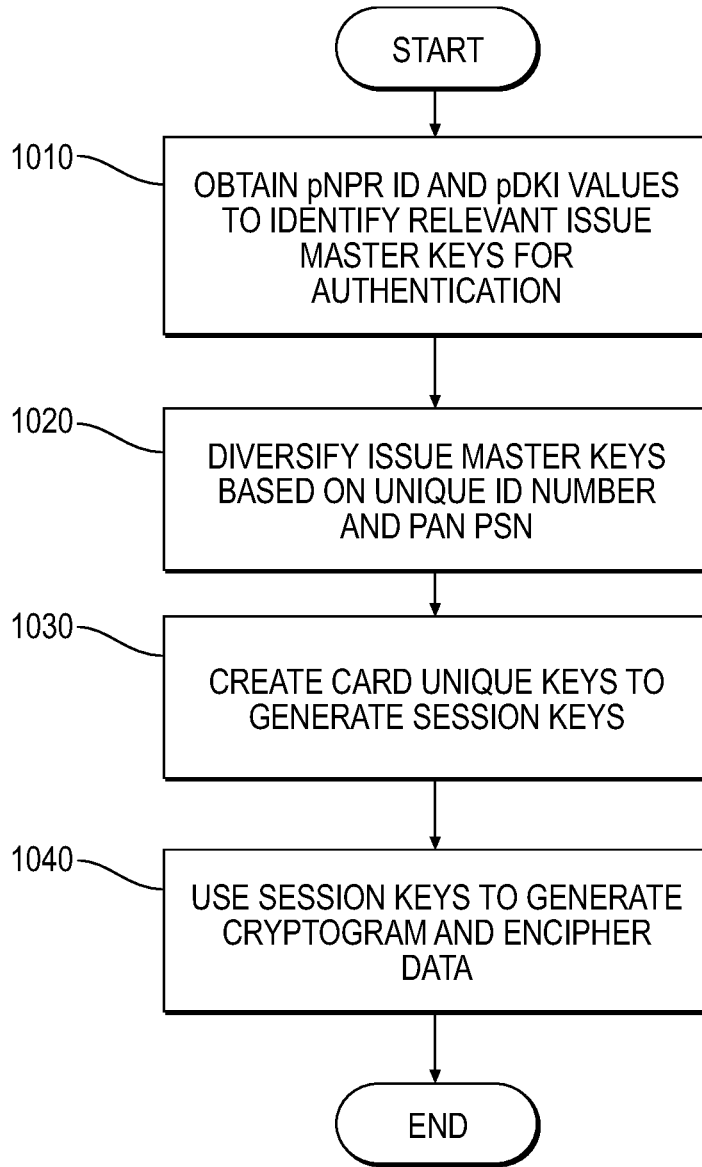 START
1010
OBTAIN pNPR ID AND pDKI VALUES
TO IDENTIFY RELEVANT ISSUE
MASTER KEYS FOR
AUTHENTICATION
1020
DIVERSIFY ISSUE MASTER KEYS
BASED ON UNIQUE ID NUMBER
AND PAN PSN
1030
CREATE CARD UNIQUE KEYS TO
GENERATE SESSION KEYS
1040
USE SESSION KEYS TO GENERATE
CRYPTOGRAM AND ENCIPHER
DATA
END